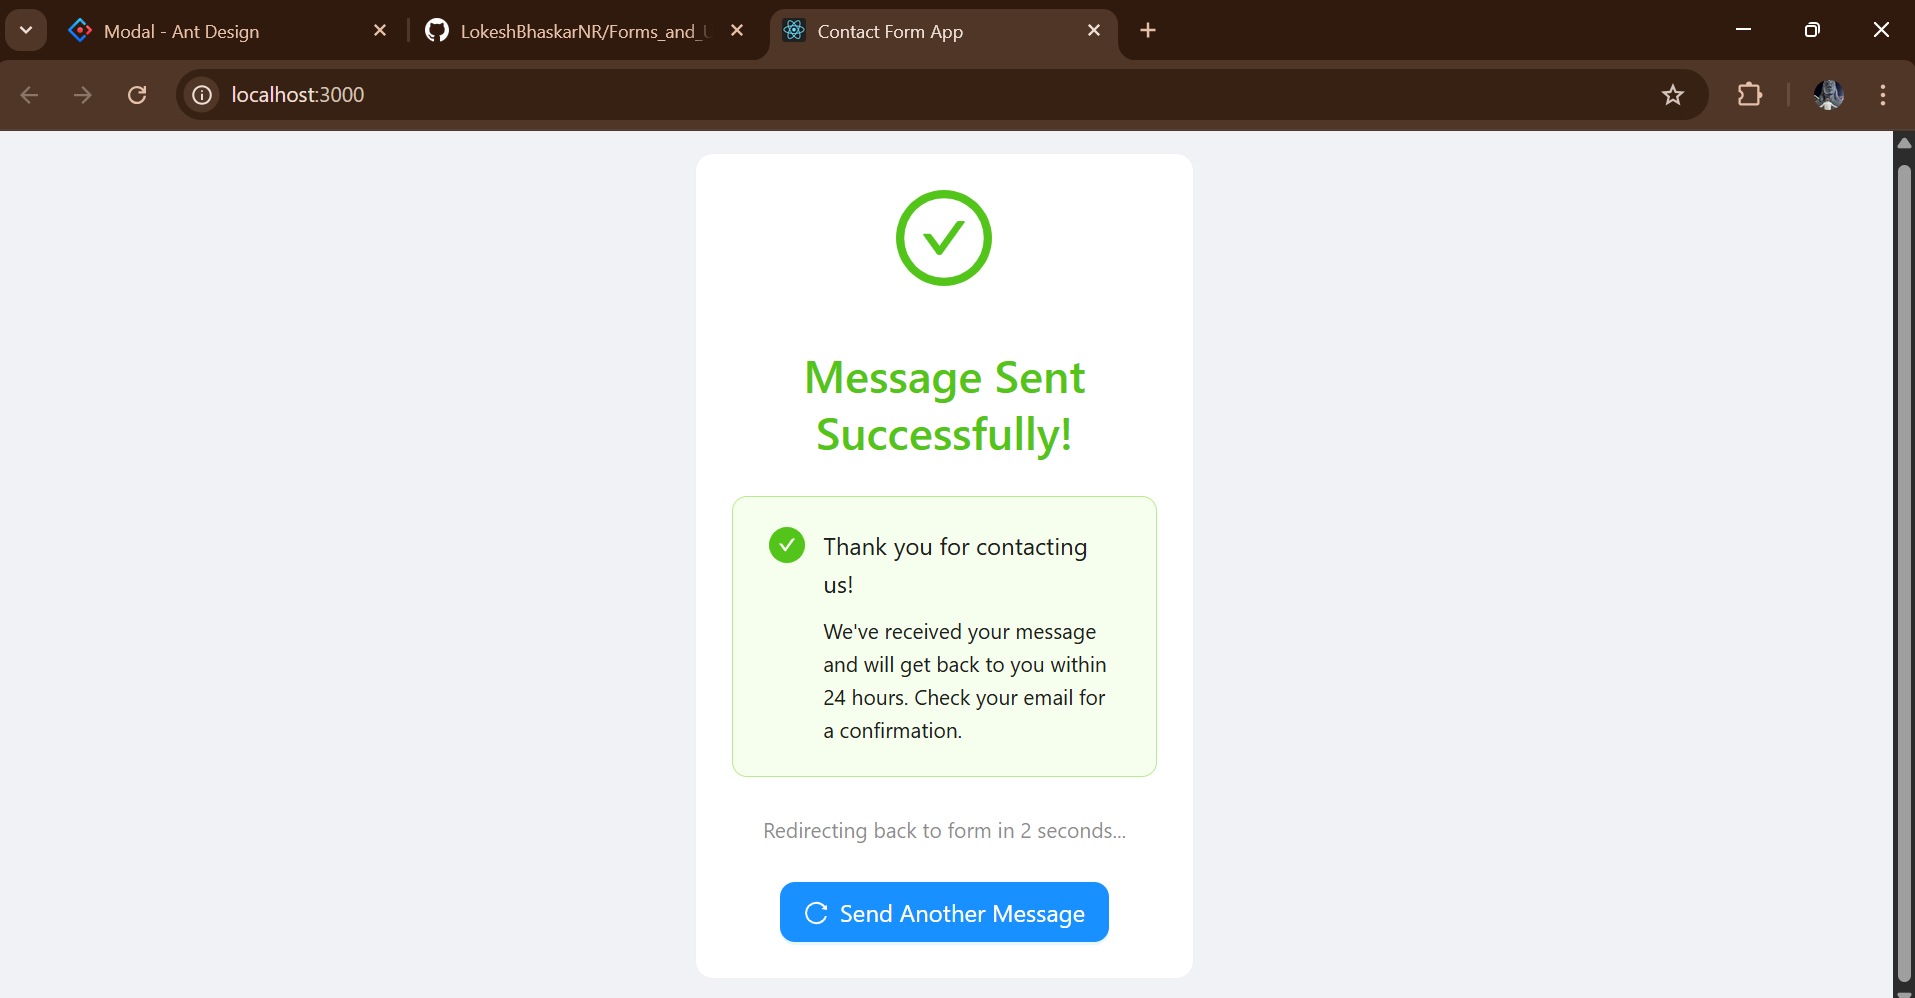 Modal - Ant Design
LokeshBhaskarNR/Forms_and_U
Contact Form App
localhost:3000
Message Sent
Successfully!
Thank you for contacting
us!
We've received your message
and will get back to you within
24 hours. Check your email for
a confirmation.
Redirecting back to form in 2 seconds...
Send Another Message